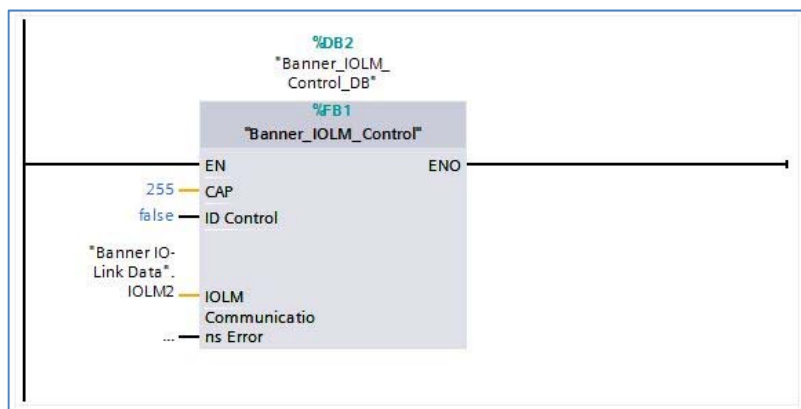 %DB2
"Banner_IOLM_
Control_DB"
%FB1
"Banner_IOLM_Control"
EN ENO
255 CAP
false ID Control
"Banner IO-
Link Data".
IOLM2 IOLM
Communicatio
... ns Error